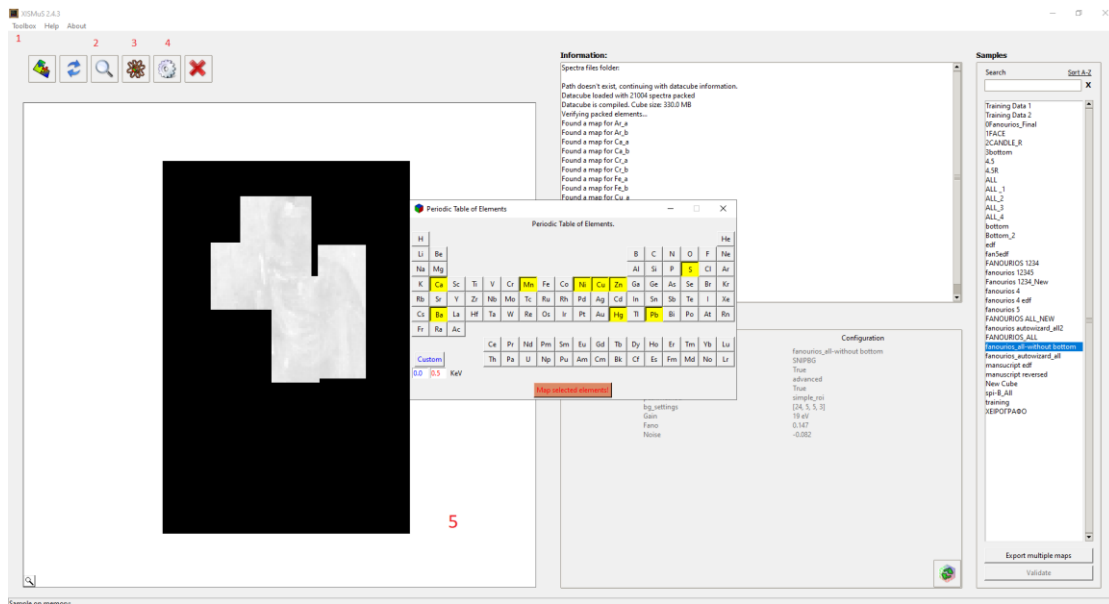 XISMuS 2.4.3
Toolbox Help About
1
2 3 4
Information:
Spectra files folder:
Path doesn't exist, continuing with datacube information.
Datacube loaded with 21004 spectra packed
Datacube is compiled. Cube size: 330.0 MB
Verifying packed elements...
Found a map for Ar_a
Found a map for Ar_b
Found a map for Ca_a
Found a map for Ca_b
Found a map for Cr_a
Found a map for Cr_b
Found a map for Fe_a
Found a map for Fe_b
Found a map for Cu_a
Periodic Table of Elements
Periodic Table of Elements.
H He
Li Be B C N O F Ne
Na Mg Al Si P S Cl Ar
K Ca Sc Ti V Cr Mn Fe Co Ni Cu Zn Ga Ge As Se Br Kr
Rb Sr Y Zr Nb Mo Tc Ru Rh Pd Ag Cd In Sn Sb Te I Xe
Cs Ba La Hf Ta W Re Os Ir Pt Au Hg Tl Pb Bi Po At Rn
Fr Ra Ac
Ce Pr Nd Pm Sm Eu Gd Tb Dy Ho Er Tm Yb Lu
Custom Th Pa U Np Pu Am Cm Bk Cf Es Fm Md No Lr
0.0 0.5 KeV
Map selected elements!
Configuration
fanourios_all-without bottom
SNIPBG
True
advanced
True
simple_roi
bg_settings [24, 5, 5, 3]
Gain 19 eV
Fano 0.147
Noise -0.082
5
Samples
Search Sort A-Z
X
Training Data 1
Training Data 2
0Fanourios_Final
1FACE
2CANDLE_R
3bottom
4.5
4.5R
ALL
ALL _1
ALL_2
ALL_3
ALL_4
bottom
Bottom_2
edf
fan5edf
FANOURIOS 1234
fanourios 12345
Fanourios 1234_New
fanourios 4
fanourios 4 edf
fanourios 5
FANOURIOS ALL_NEW
fanourios autowizard_all2
FANOURIOS_ALL
fanourios_all-without bottom
fanourios_autowizard_all
mansucript edf
manuscript reversed
New Cube
spi-B_All
training
ΧΕΙΡΟΓΡΑΦΟ
Export multiple maps
Validate
Sample on memory